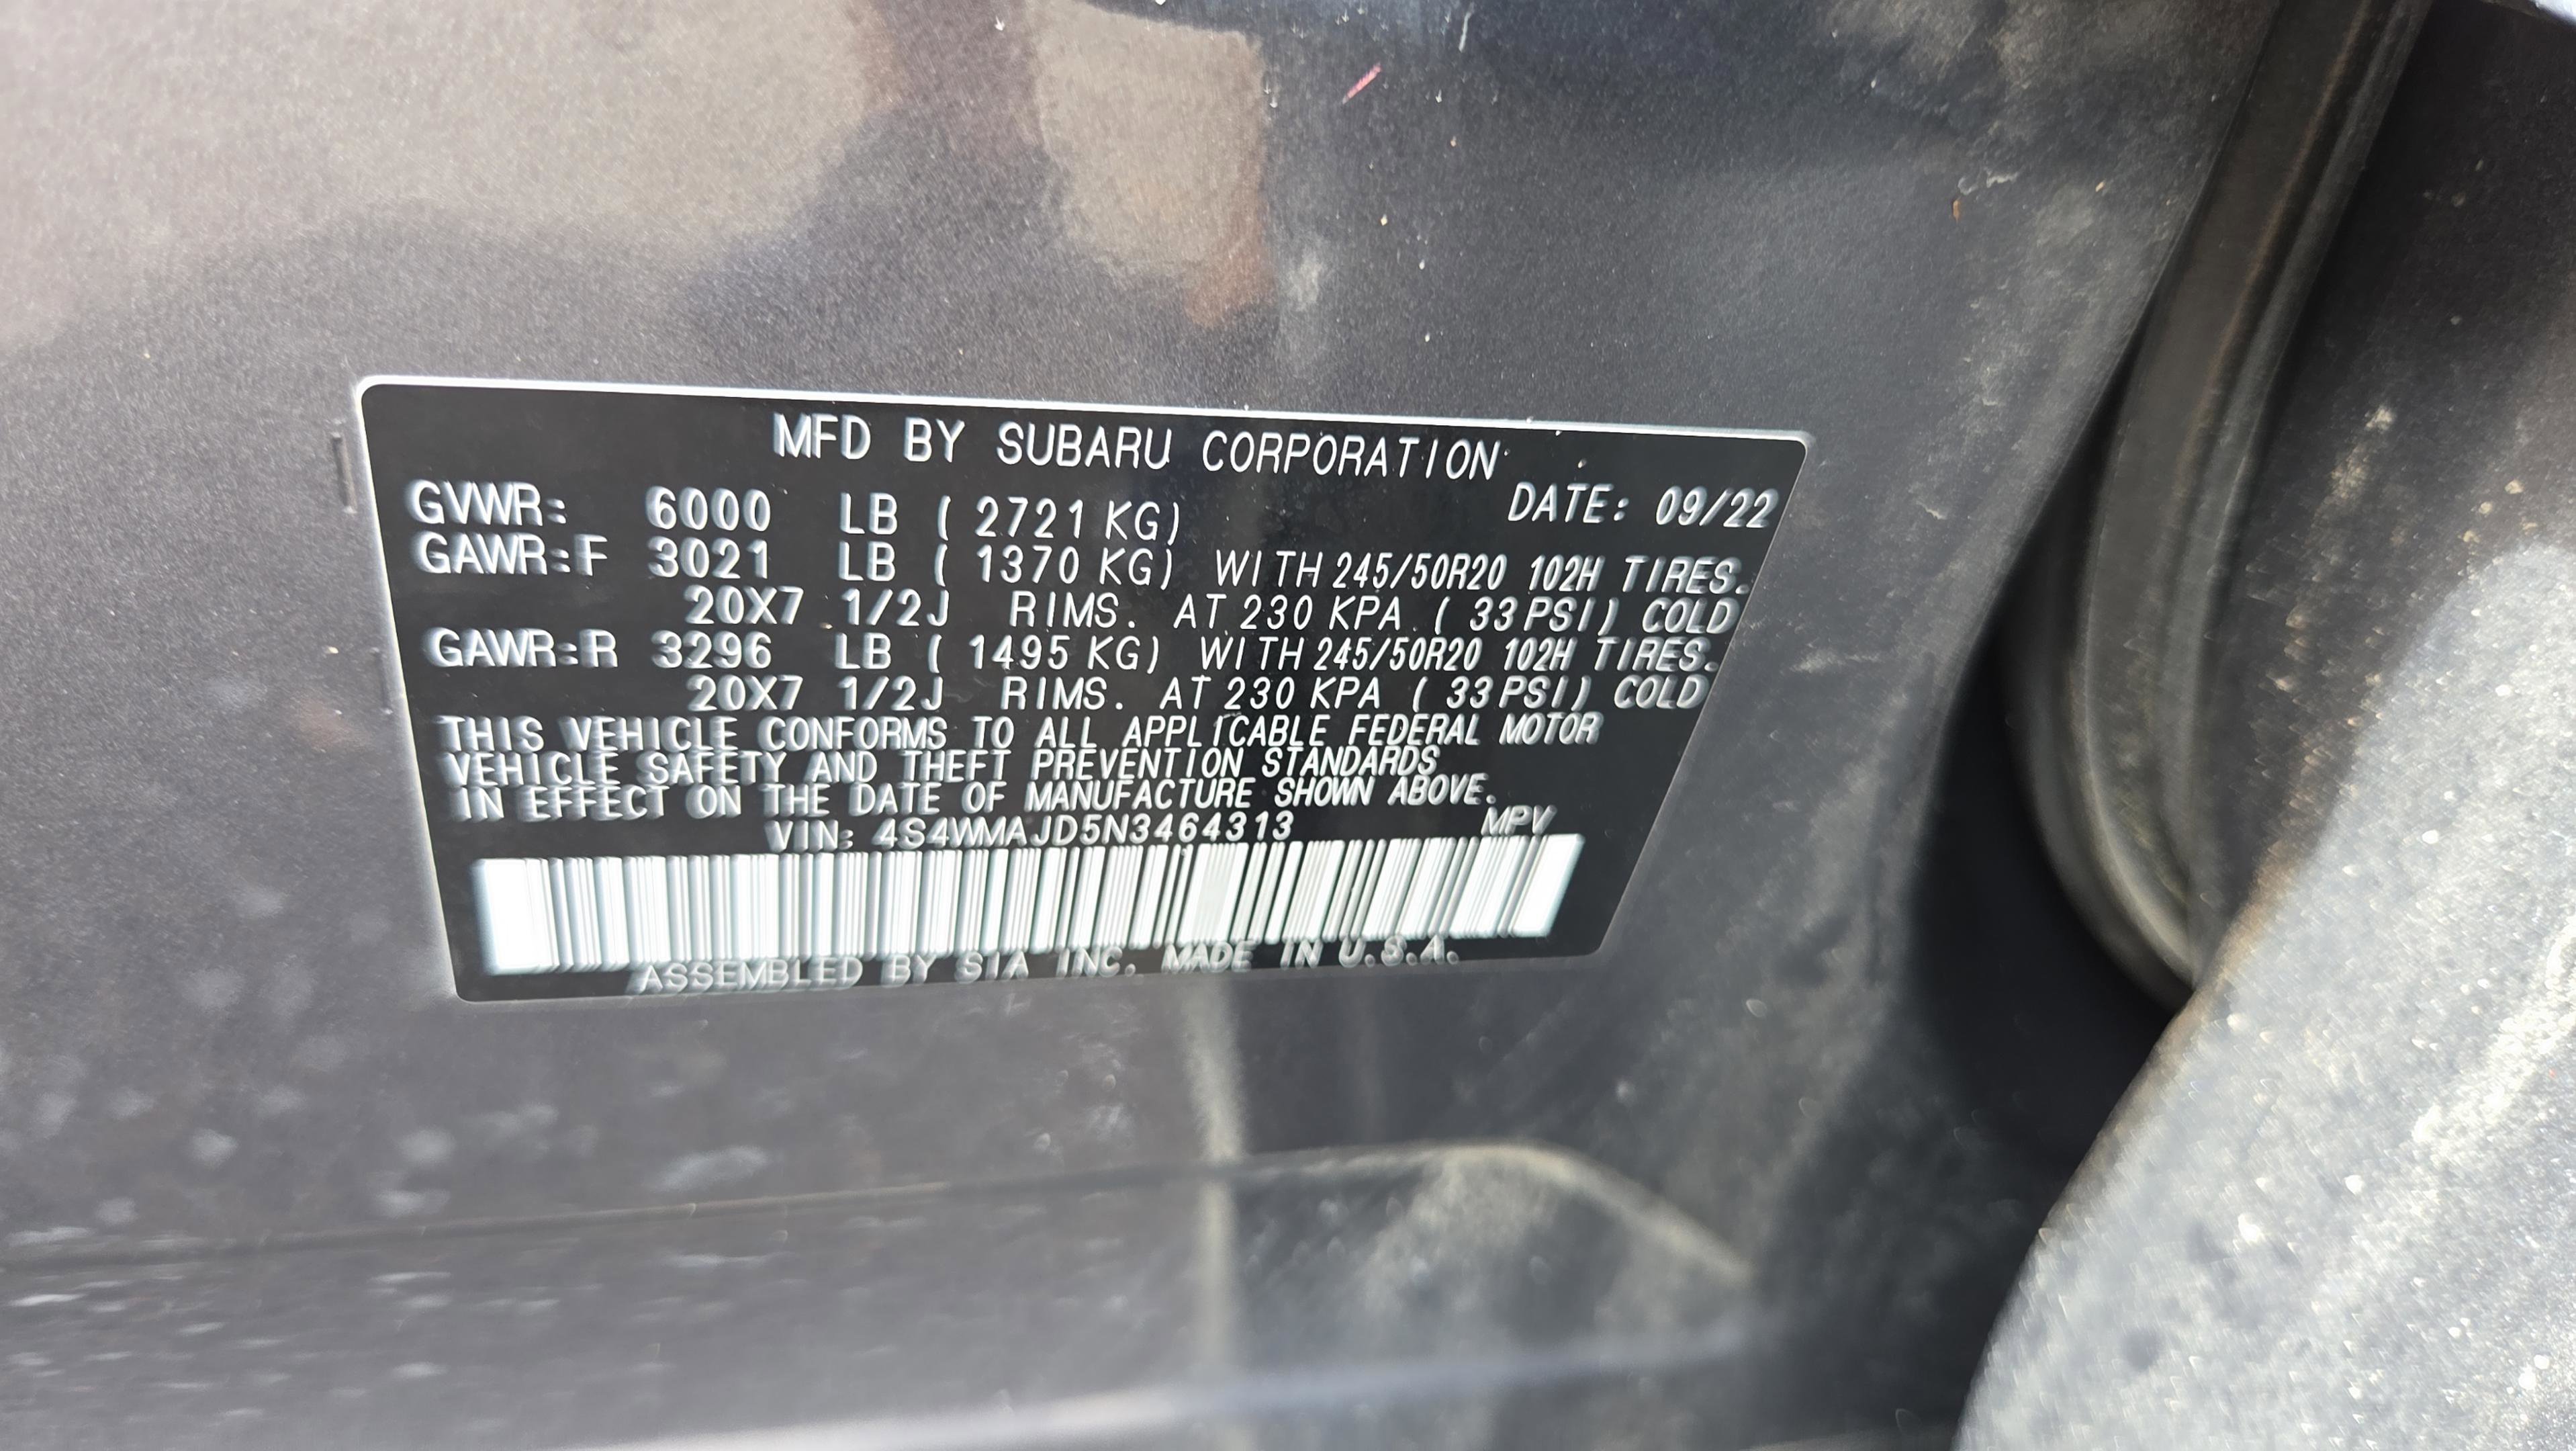 MFD BY SUBARU CORPORATION
DATE: 09/22
GVWR: 6000 LB ( 2721 KG)
GAWR:F 3021 LB ( 1370 KG) WITH 245/50R20 102H TIRES.
20X7 1/2J RIMS. AT 230 KPA ( 33 PSI) COLD
GAWR:R 3296 LB ( 1495 KG) WITH 245/50R20 102H TIRES.
20X7 1/2J RIMS. AT 230 KPA ( 33 PSI) COLD
THIS VEHICLE CONFORMS TO ALL APPLICABLE FEDERAL MOTOR
VEHICLE SAFETY AND THEFT PREVENTION STANDARDS
IN EFFECT ON THE DATE OF MANUFACTURE SHOWN ABOVE.
VIN: 4S4WMAJD5N3464313 MPV
ASSEMBLED BY SIA INC. MADE IN U.S.A.